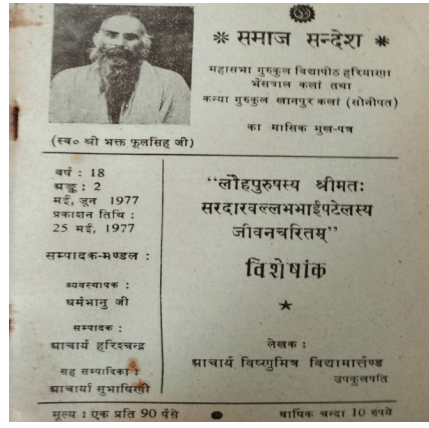 * समाज सन्देश *
महासभा गुरुकुल विद्यापीठ हरियाणा
भैंसवाल कलां तथा
कन्या गुरुकुल खानपुर कलां (सोनीपत)
का मासिक मुख-पत्र
(स्व० श्री भक्त फूलसिंह जी)
वर्ष : 18
अङ्क : 2
मई, जून 1977
प्रकाशन तिथि :
25 मई, 1977
सम्पादक-मण्डल :
व्यवस्थापक :
धर्मभानु जी
सम्पादक :
आचार्य हरिश्चन्द्र
सह सम्पादिका :
आचार्या सुभाषिणी
"लौहपुरुषस्य श्रीमतः
सरदारवल्लभभाईपटेलस्य
जीवनचरितम्"
विशेषांक
लेखक :
आचार्य विष्णुमित्र विद्यामार्त्तण्ड
उपकुलपति
मूल्य : एक प्रति 90 पैसे
वार्षिक चन्दा 10 रुपये